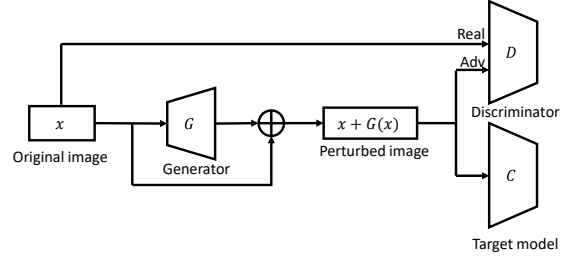 Real
D
Adv
Discriminator
x
G
x + G(x)
Original image
Generator
Perturbed image
C
Target model